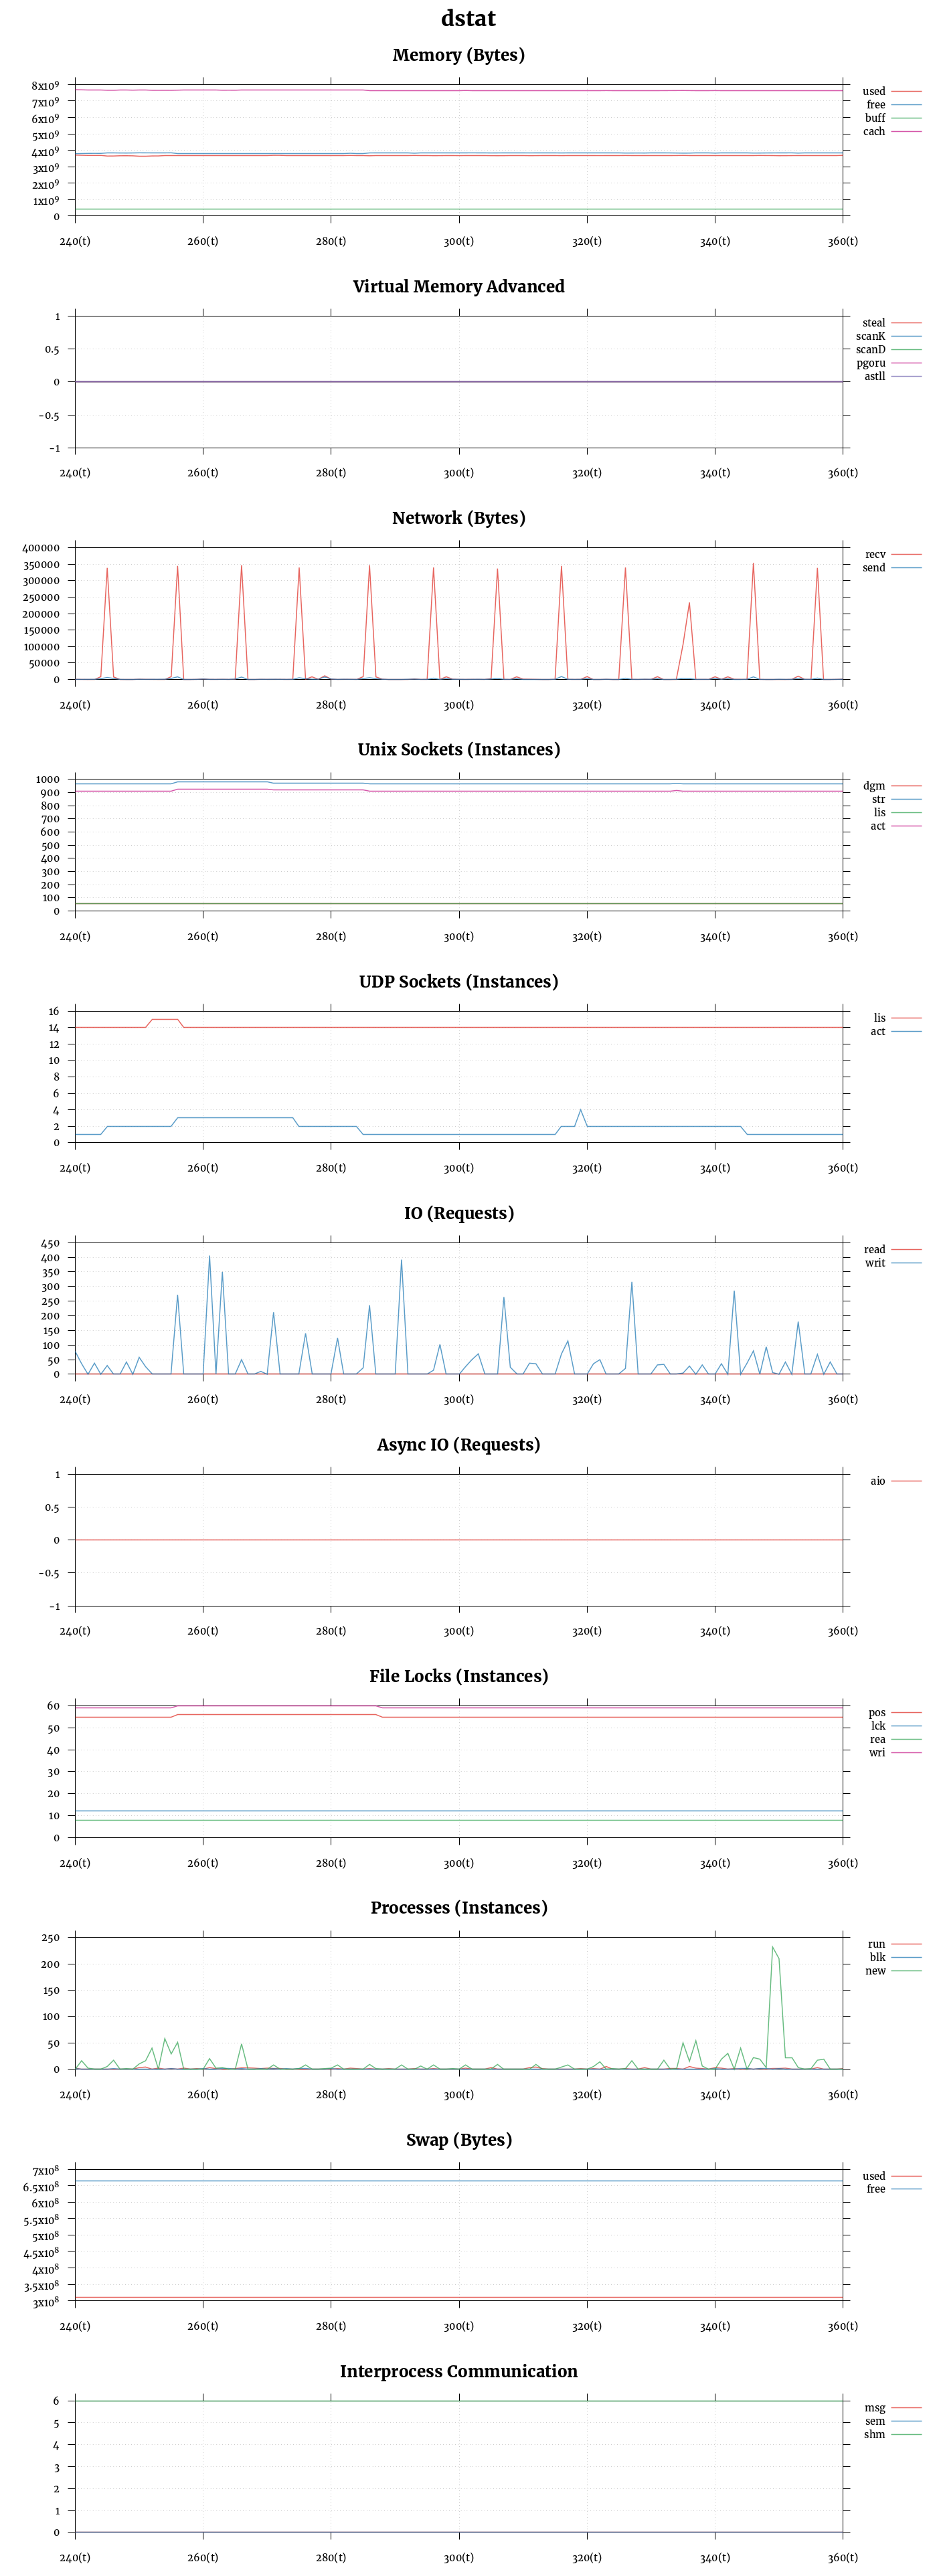 dstat
Memory (Bytes)
8x10⁹
7x10⁹
6x10⁹
5x10⁹
4x10⁹
3x10⁹
2x10⁹
1x10⁹
0
240(t) 260(t) 280(t) 300(t) 320(t) 340(t) 360(t)
used
free
buff
cach
Virtual Memory Advanced
1
0.5
0
-0.5
-1
240(t) 260(t) 280(t) 300(t) 320(t) 340(t) 360(t)
steal
scanK
scanD
pgoru
astll
Network (Bytes)
400000
350000
300000
250000
200000
150000
100000
50000
0
240(t) 260(t) 280(t) 300(t) 320(t) 340(t) 360(t)
recv
send
Unix Sockets (Instances)
1000
900
800
700
600
500
400
300
200
100
0
240(t) 260(t) 280(t) 300(t) 320(t) 340(t) 360(t)
dgm
str
lis
act
UDP Sockets (Instances)
16
14
12
10
8
6
4
2
0
240(t) 260(t) 280(t) 300(t) 320(t) 340(t) 360(t)
lis
act
IO (Requests)
450
400
350
300
250
200
150
100
50
0
240(t) 260(t) 280(t) 300(t) 320(t) 340(t) 360(t)
read
writ
Async IO (Requests)
1
0.5
0
-0.5
-1
240(t) 260(t) 280(t) 300(t) 320(t) 340(t) 360(t)
aio
File Locks (Instances)
60
50
40
30
20
10
0
240(t) 260(t) 280(t) 300(t) 320(t) 340(t) 360(t)
pos
lck
rea
wri
Processes (Instances)
250
200
150
100
50
0
240(t) 260(t) 280(t) 300(t) 320(t) 340(t) 360(t)
run
blk
new
Swap (Bytes)
7x10⁸
6.5x10⁸
6x10⁸
5.5x10⁸
5x10⁸
4.5x10⁸
4x10⁸
3.5x10⁸
3x10⁸
240(t) 260(t) 280(t) 300(t) 320(t) 340(t) 360(t)
used
free
Interprocess Communication
6
5
4
3
2
1
0
240(t) 260(t) 280(t) 300(t) 320(t) 340(t) 360(t)
msg
sem
shm